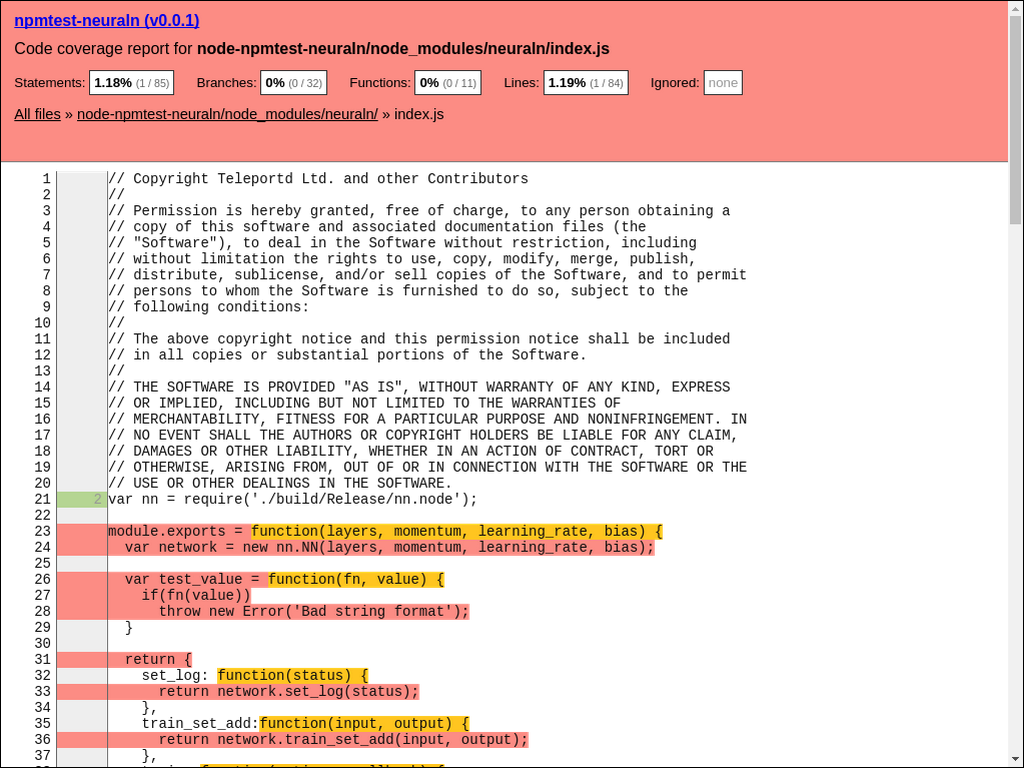 npmtest-neuraln (v0.0.1)
Code coverage report for node-npmtest-neuraln/node_modules/neuraln/index.js
Statements: 1.18% (1 / 85) Branches: 0% (0 / 32) Functions: 0% (0 / 11) Lines: 1.19% (1 / 84) Ignored: none
All files » node-npmtest-neuraln/node_modules/neuraln/ » index.js
1 // Copyright Teleportd Ltd. and other Contributors
2 //
3 // Permission is hereby granted, free of charge, to any person obtaining a
4 // copy of this software and associated documentation files (the
5 // "Software"), to deal in the Software without restriction, including
6 // without limitation the rights to use, copy, modify, merge, publish,
7 // distribute, sublicense, and/or sell copies of the Software, and to permit
8 // persons to whom the Software is furnished to do so, subject to the
9 // following conditions:
10 //
11 // The above copyright notice and this permission notice shall be included
12 // in all copies or substantial portions of the Software.
13 //
14 // THE SOFTWARE IS PROVIDED "AS IS", WITHOUT WARRANTY OF ANY KIND, EXPRESS
15 // OR IMPLIED, INCLUDING BUT NOT LIMITED TO THE WARRANTIES OF
16 // MERCHANTABILITY, FITNESS FOR A PARTICULAR PURPOSE AND NONINFRINGEMENT. IN
17 // NO EVENT SHALL THE AUTHORS OR COPYRIGHT HOLDERS BE LIABLE FOR ANY CLAIM,
18 // DAMAGES OR OTHER LIABILITY, WHETHER IN AN ACTION OF CONTRACT, TORT OR
19 // OTHERWISE, ARISING FROM, OUT OF OR IN CONNECTION WITH THE SOFTWARE OR THE
20 // USE OR OTHER DEALINGS IN THE SOFTWARE.
21 2 var nn = require('./build/Release/nn.node');
22
23 module.exports = function(layers, momentum, learning_rate, bias) {
24 var network = new nn.NN(layers, momentum, learning_rate, bias);
25
26 var test_value = function(fn, value) {
27 if(fn(value))
28 throw new Error('Bad string format');
29 }
30
31 return {
32 set_log: function(status) {
33 return network.set_log(status);
34 },
35 train_set_add:function(input, output) {
36 return network.train_set_add(input, output);
37 },